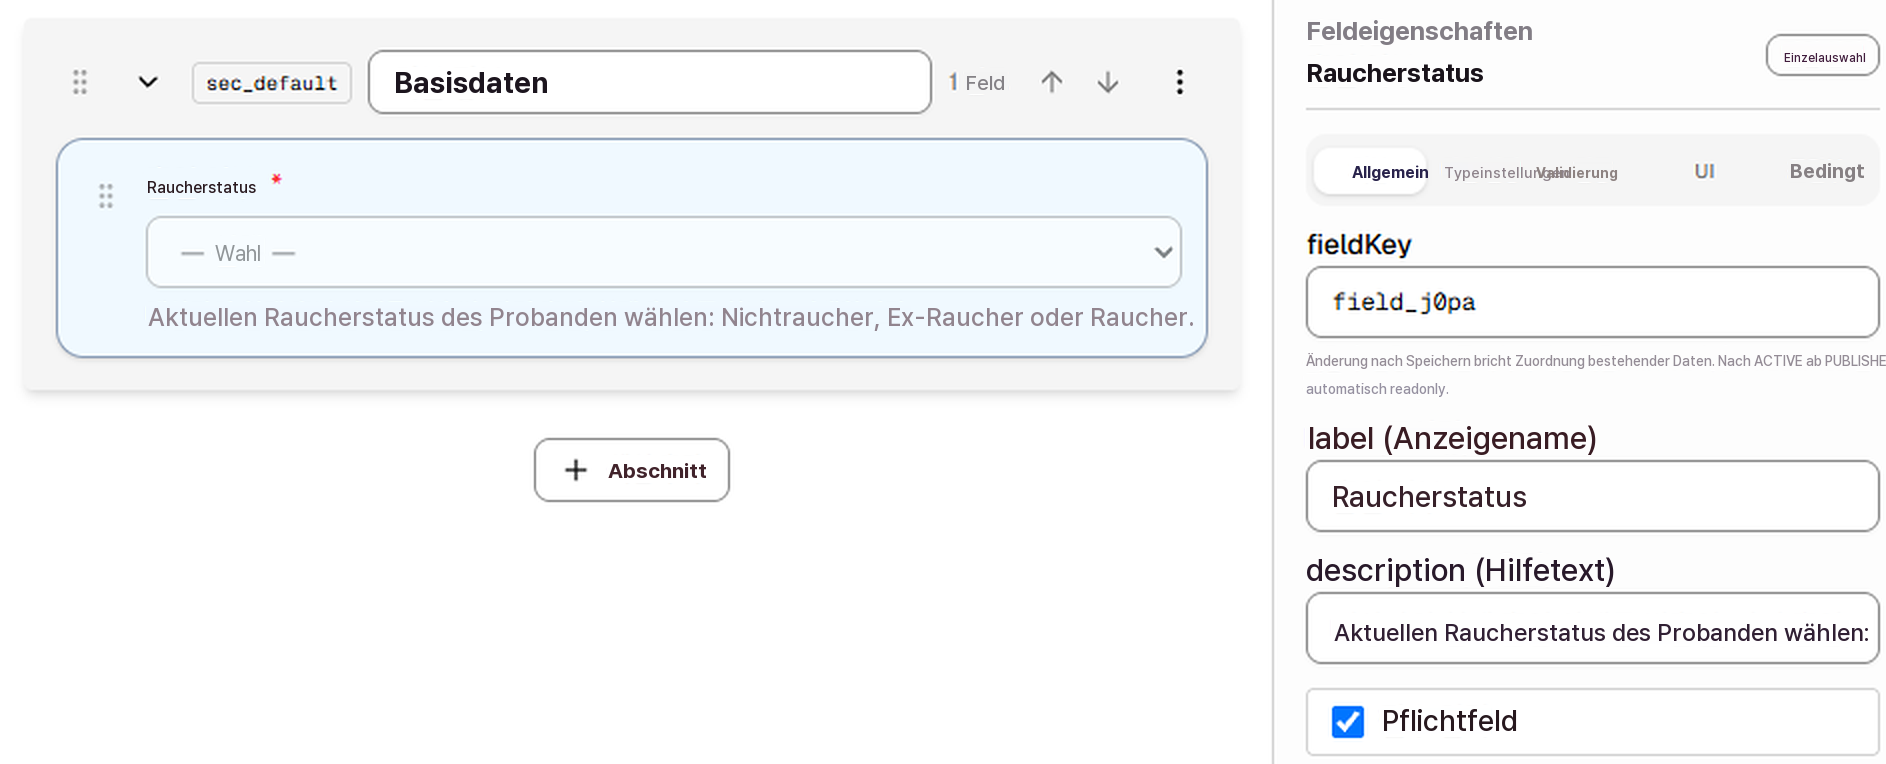 sec_default
Basisdaten
1 Feld
Raucherstatus *
— Wahl —
Aktuellen Raucherstatus des Probanden wählen: Nichtraucher, Ex-Raucher oder Raucher.
+ Abschnitt
Feldeigenschaften
Raucherstatus
Einzelauswahl
Allgemein Typeinstellungen Validierung UI Bedingt
fieldKey
field_j0pa
Änderung nach Speichern bricht Zuordnung bestehender Daten. Nach ACTIVE ab PUBLISHE
automatisch readonly.
label (Anzeigename)
Raucherstatus
description (Hilfetext)
Aktuellen Raucherstatus des Probanden wählen:
Pflichtfeld